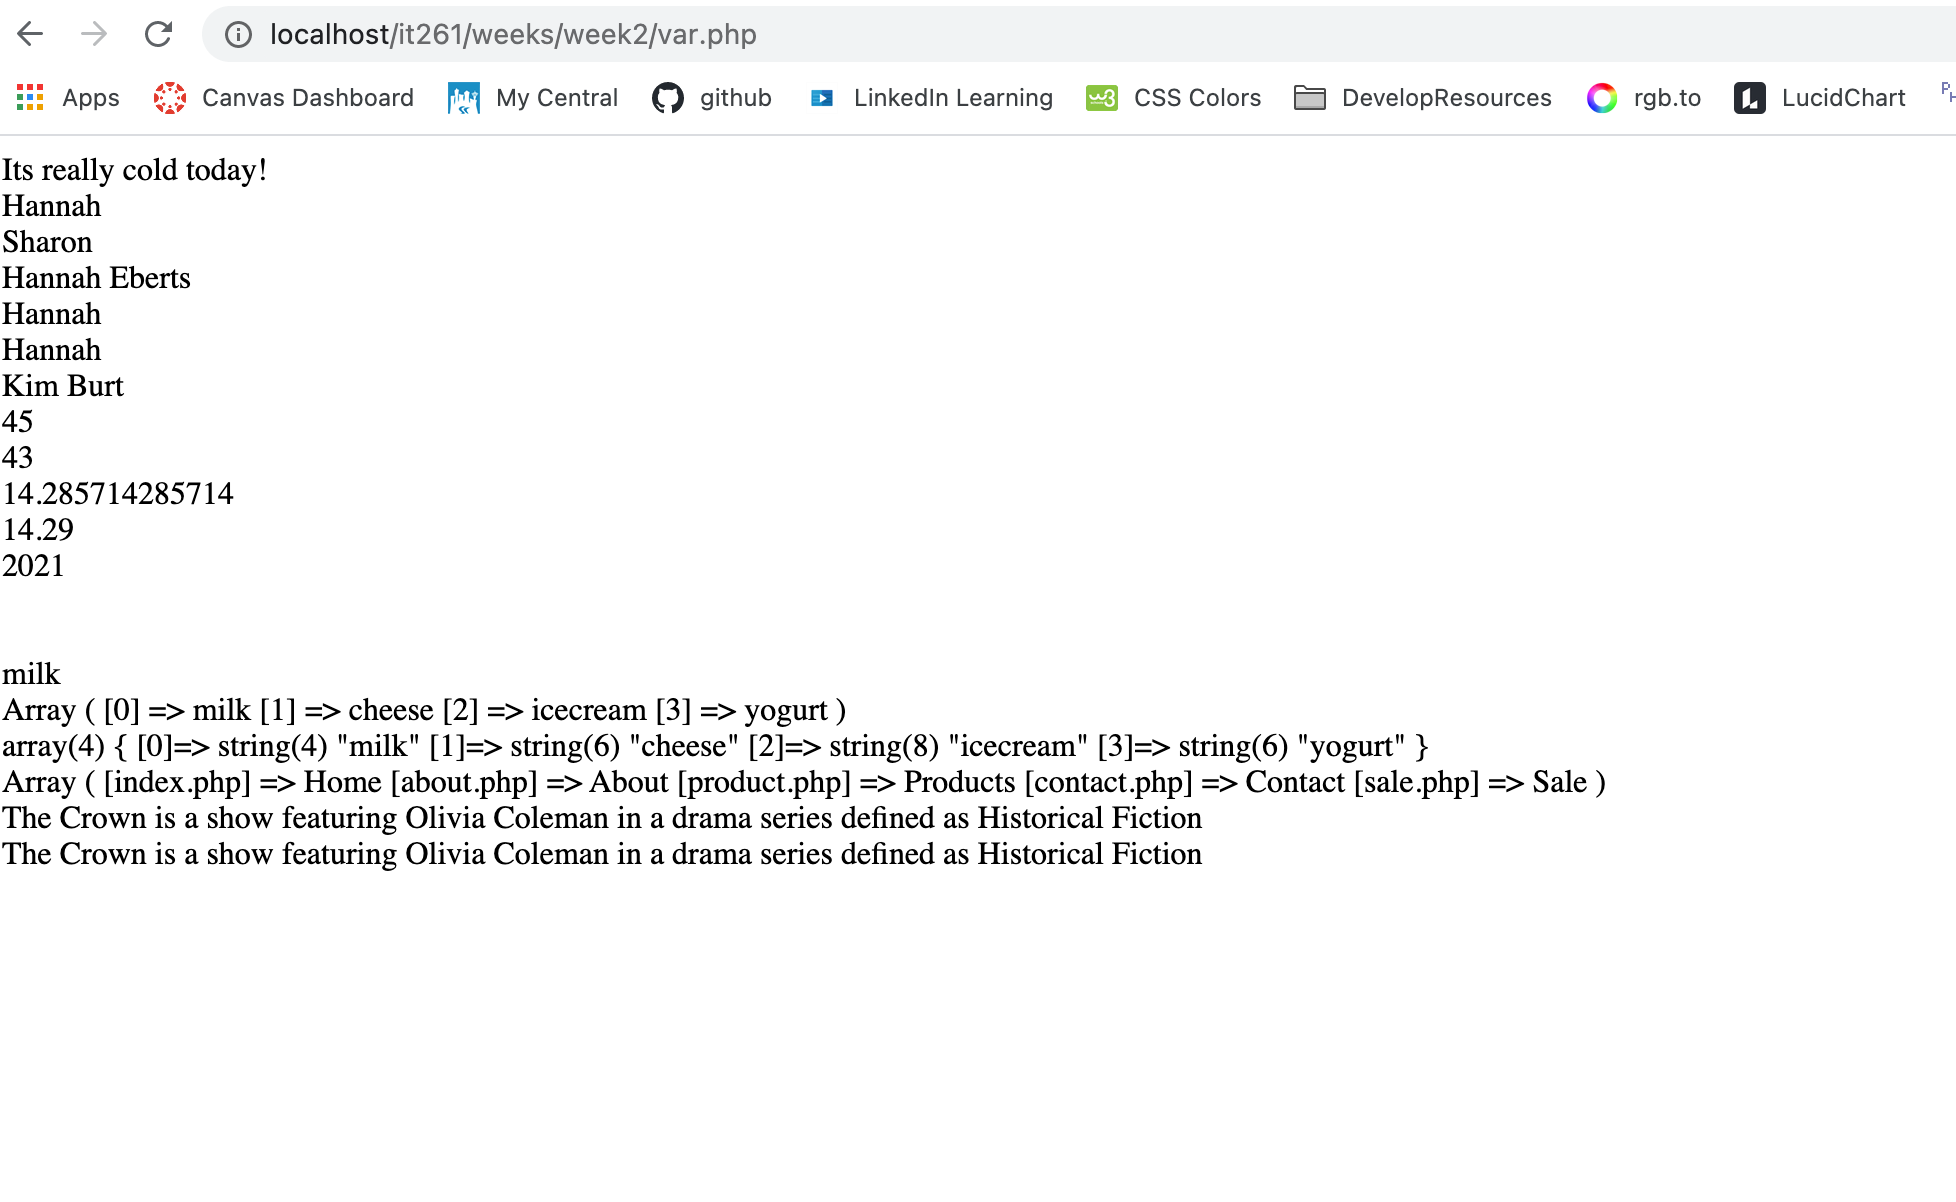 localhost/it261/weeks/week2/var.php
Apps Canvas Dashboard My Central github LinkedIn Learning CSS Colors DevelopResources rgb.to LucidChart
Its really cold today!
Hannah
Sharon
Hannah Eberts
Hannah
Hannah
Kim Burt
45
43
14.285714285714
14.29
2021
milk
Array ( [0] => milk [1] => cheese [2] => icecream [3] => yogurt )
array(4) { [0]=> string(4) "milk" [1]=> string(6) "cheese" [2]=> string(8) "icecream" [3]=> string(6) "yogurt" }
Array ( [index.php] => Home [about.php] => About [product.php] => Products [contact.php] => Contact [sale.php] => Sale )
The Crown is a show featuring Olivia Coleman in a drama series defined as Historical Fiction
The Crown is a show featuring Olivia Coleman in a drama series defined as Historical Fiction